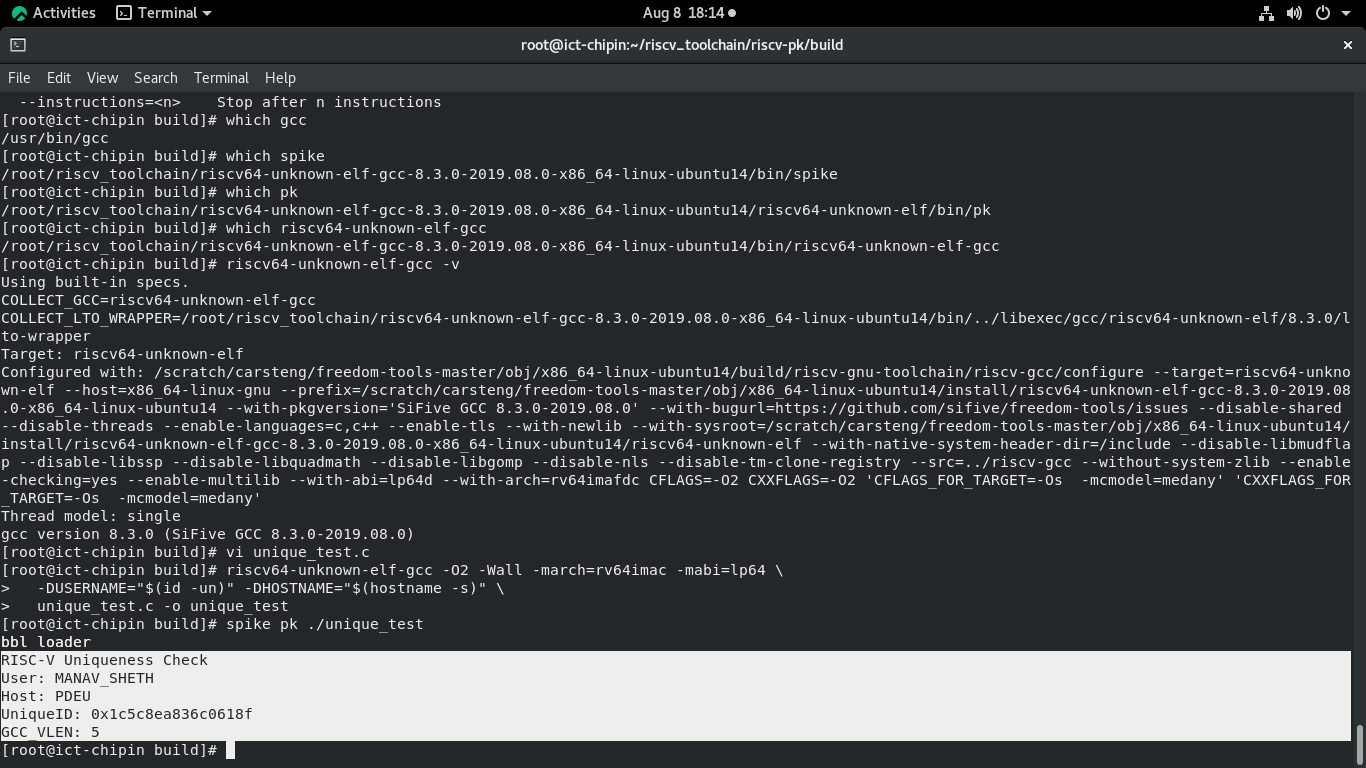 Activities Terminal Aug 8 18:14
root@ict-chipin:~/riscv_toolchain/riscv-pk/build
File Edit View Search Terminal Help
  --instructions=<n>    Stop after n instructions
[root@ict-chipin build]# which gcc
/usr/bin/gcc
[root@ict-chipin build]# which spike
/root/riscv_toolchain/riscv64-unknown-elf-gcc-8.3.0-2019.08.0-x86_64-linux-ubuntu14/bin/spike
[root@ict-chipin build]# which pk
/root/riscv_toolchain/riscv64-unknown-elf-gcc-8.3.0-2019.08.0-x86_64-linux-ubuntu14/riscv64-unknown-elf/bin/pk
[root@ict-chipin build]# which riscv64-unknown-elf-gcc
/root/riscv_toolchain/riscv64-unknown-elf-gcc-8.3.0-2019.08.0-x86_64-linux-ubuntu14/bin/riscv64-unknown-elf-gcc
[root@ict-chipin build]# riscv64-unknown-elf-gcc -v
Using built-in specs.
COLLECT_GCC=riscv64-unknown-elf-gcc
COLLECT_LTO_WRAPPER=/root/riscv_toolchain/riscv64-unknown-elf-gcc-8.3.0-2019.08.0-x86_64-linux-ubuntu14/bin/../libexec/gcc/riscv64-unknown-elf/8.3.0/l
to-wrapper
Target: riscv64-unknown-elf
Configured with: /scratch/carsteng/freedom-tools-master/obj/x86_64-linux-ubuntu14/build/riscv-gnu-toolchain/riscv-gcc/configure --target=riscv64-unkno
wn-elf --host=x86_64-linux-gnu --prefix=/scratch/carsteng/freedom-tools-master/obj/x86_64-linux-ubuntu14/install/riscv64-unknown-elf-gcc-8.3.0-2019.08
.0-x86_64-linux-ubuntu14 --with-pkgversion='SiFive GCC 8.3.0-2019.08.0' --with-bugurl=https://github.com/sifive/freedom-tools/issues --disable-shared
--disable-threads --enable-languages=c,c++ --enable-tls --with-newlib --with-sysroot=/scratch/carsteng/freedom-tools-master/obj/x86_64-linux-ubuntu14/
install/riscv64-unknown-elf-gcc-8.3.0-2019.08.0-x86_64-linux-ubuntu14/riscv64-unknown-elf --with-native-system-header-dir=/include --disable-libmudfla
p --disable-libssp --disable-libquadmath --disable-libgomp --disable-nls --disable-tm-clone-registry --src=../riscv-gcc --without-system-zlib --enable
-checking=yes --enable-multilib --with-abi=lp64d --with-arch=rv64imafdc CFLAGS=-O2 CXXFLAGS=-O2 'CFLAGS_FOR_TARGET=-Os  -mcmodel=medany' 'CXXFLAGS_FOR
_TARGET=-Os  -mcmodel=medany'
Thread model: single
gcc version 8.3.0 (SiFive GCC 8.3.0-2019.08.0)
[root@ict-chipin build]# vi unique_test.c
[root@ict-chipin build]# riscv64-unknown-elf-gcc -O2 -Wall -march=rv64imac -mabi=lp64 \
>   -DUSERNAME="$(id -un)" -DHOSTNAME="$(hostname -s)" \
>   unique_test.c -o unique_test
[root@ict-chipin build]# spike pk ./unique_test
bbl loader
RISC-V Uniqueness Check
User: MANAV_SHETH
Host: PDEU
UniqueID: 0x1c5c8ea836c0618f
GCC_VLEN: 5
[root@ict-chipin build]#